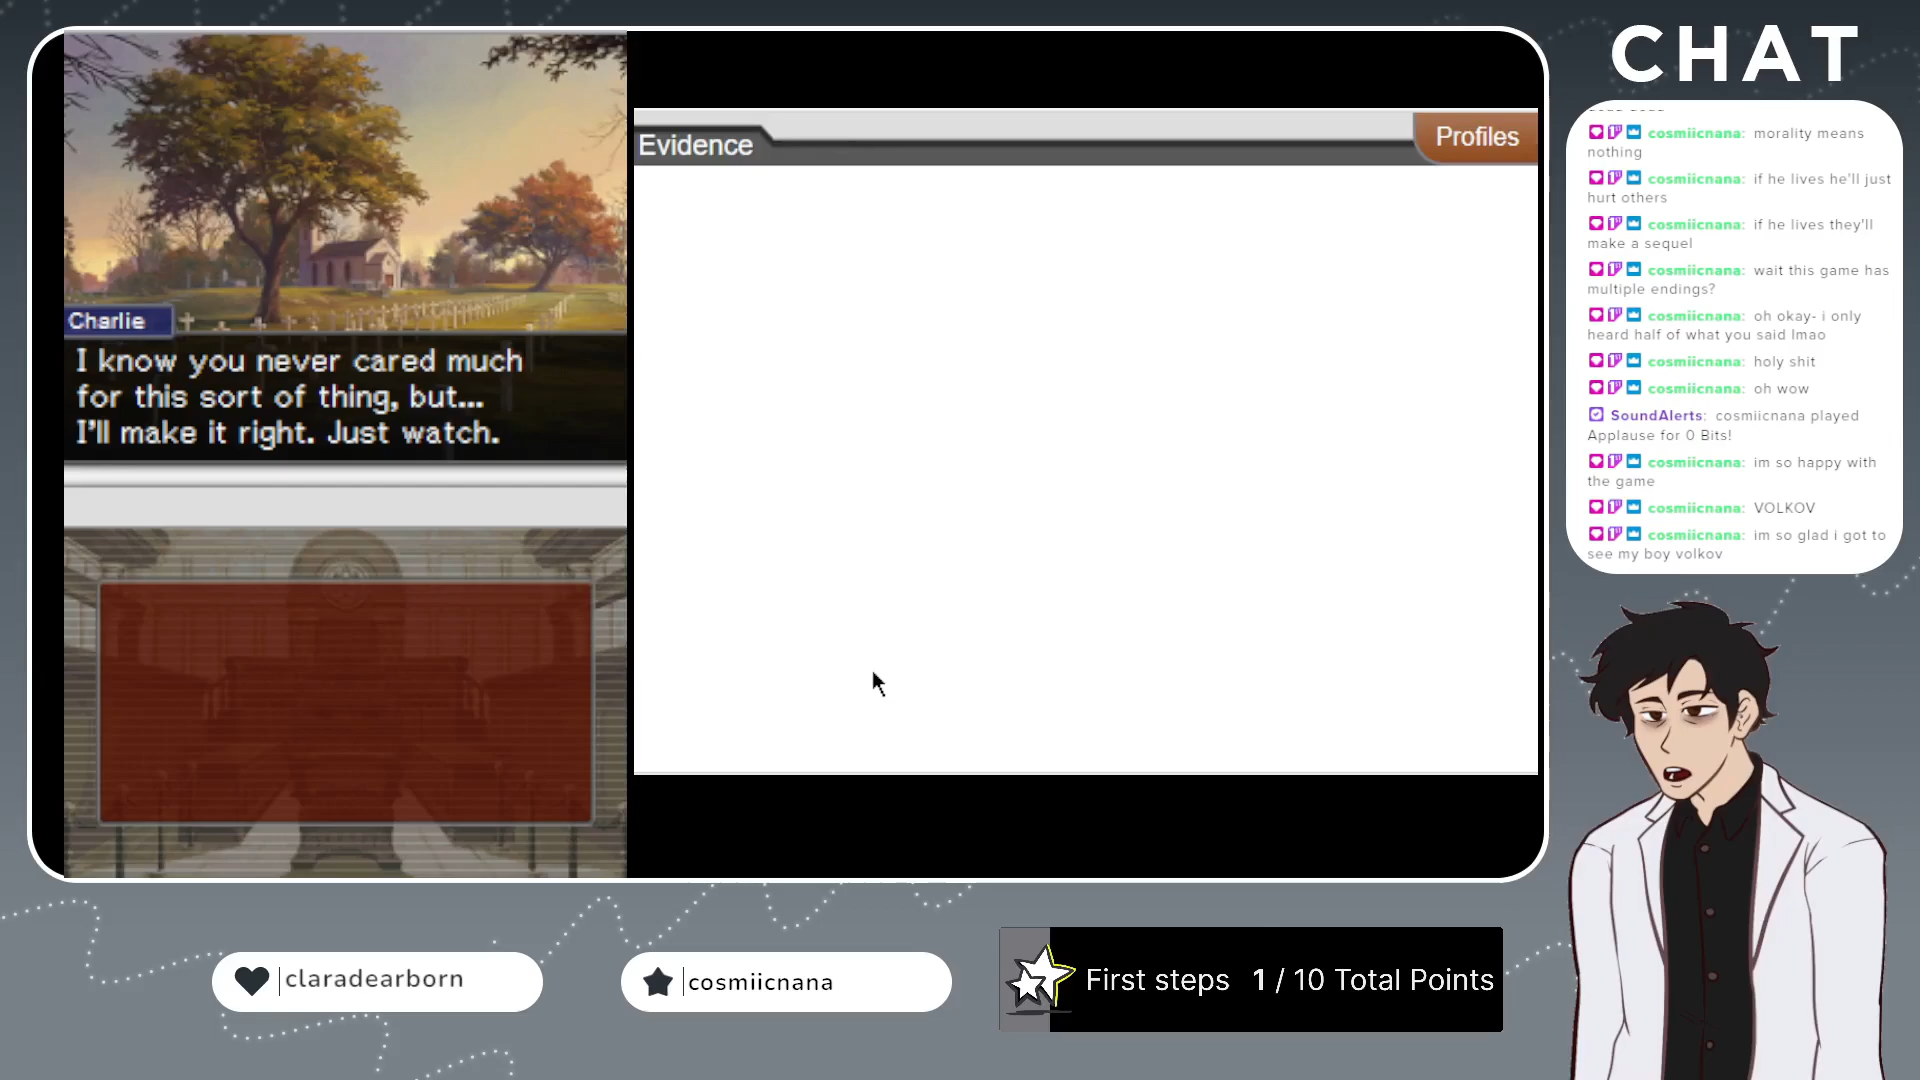 Charlie
I know you never cared much
for this sort of thing, but...
I'll make it right. Just watch.
Evidence
Profiles
CHAT
cosmiicnana: morality means
nothing
cosmiicnana: if he lives he'll just
hurt others
cosmiicnana: if he lives they'll
make a sequel
cosmiicnana: wait this game has
multiple endings?
cosmiicnana: oh okay- i only
heard half of what you said lmao
cosmiicnana: holy shit
cosmiicnana: oh wow
SoundAlerts: cosmiicnana played
Applause for 0 Bits!
cosmiicnana: im so happy with
the game
cosmiicnana: VOLKOV
cosmiicnana: im so glad i got to
see my boy volkov
claradearborn
cosmiicnana
First steps 1 / 10 Total Points